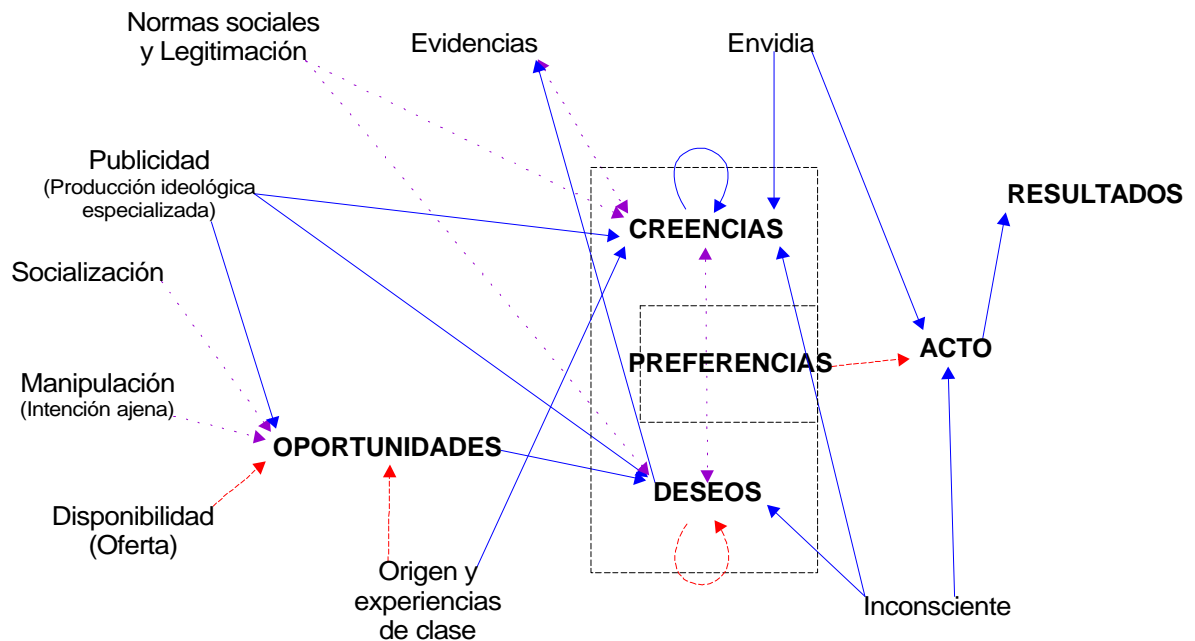 Normas sociales
y Legitimación
Evidencias
Envidia
Publicidad
(Producción ideológica
especializada)
RESULTADOS
CREENCIAS
Socialización
PREFERENCIAS
ACTO
Manipulación
(Intención ajena)
OPORTUNIDADES
DESEOS
Disponibilidad
(Oferta)
Origen y
experiencias
de clase
Inconsciente